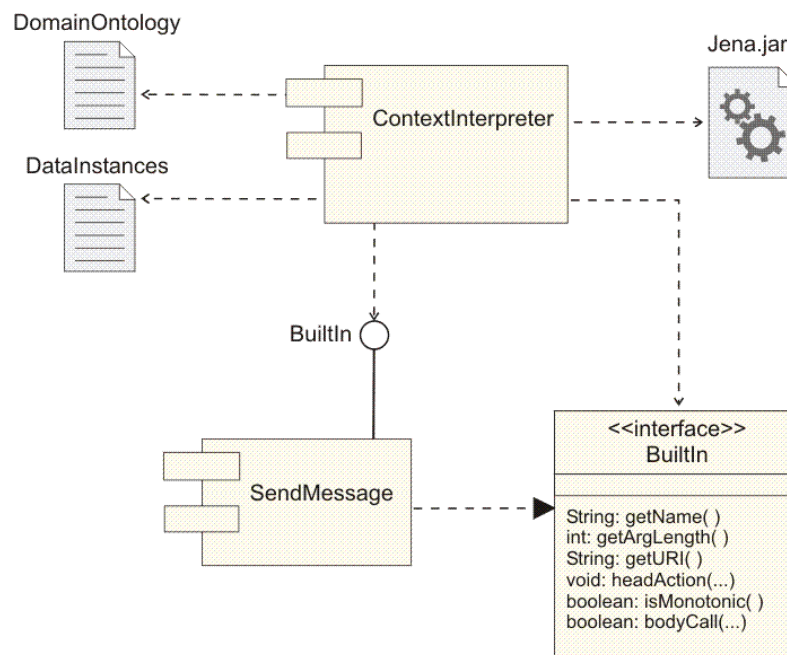 DomainOntology
Jena.jar
ContextInterpreter
DataInstances
BuiltIn
<<interface>>
BuiltIn
SendMessage
String: getName( )
int: getArgLength( )
String: getURI( )
void: headAction(...)
boolean: isMonotonic( )
boolean: bodyCall(...)